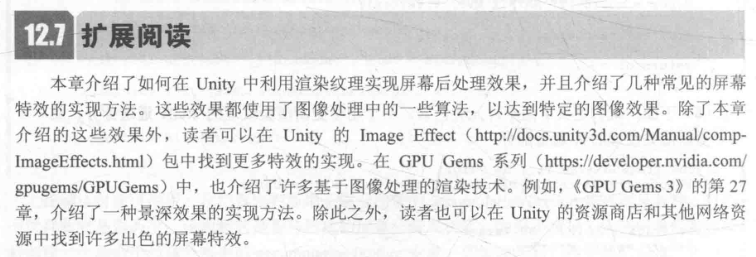 12.7 扩展阅读
本章介绍了如何在 Unity 中利用渲染纹理实现屏幕后处理效果，并且介绍了几种常见的屏幕
特效的实现方法。这些效果都使用了图像处理中的一些算法，以达到特定的图像效果。除了本章
介绍的这些效果外，读者可以在 Unity 的 Image Effect（http://docs.unity3d.com/Manual/comp-
ImageEffects.html）包中找到更多特效的实现。在 GPU Gems 系列（https://developer.nvidia.com/
gpugems/GPUGems）中，也介绍了许多基于图像处理的渲染技术。例如，《GPU Gems 3》的第 27
章，介绍了一种景深效果的实现方法。除此之外，读者也可以在 Unity 的资源商店和其他网络资
源中找到许多出色的屏幕特效。